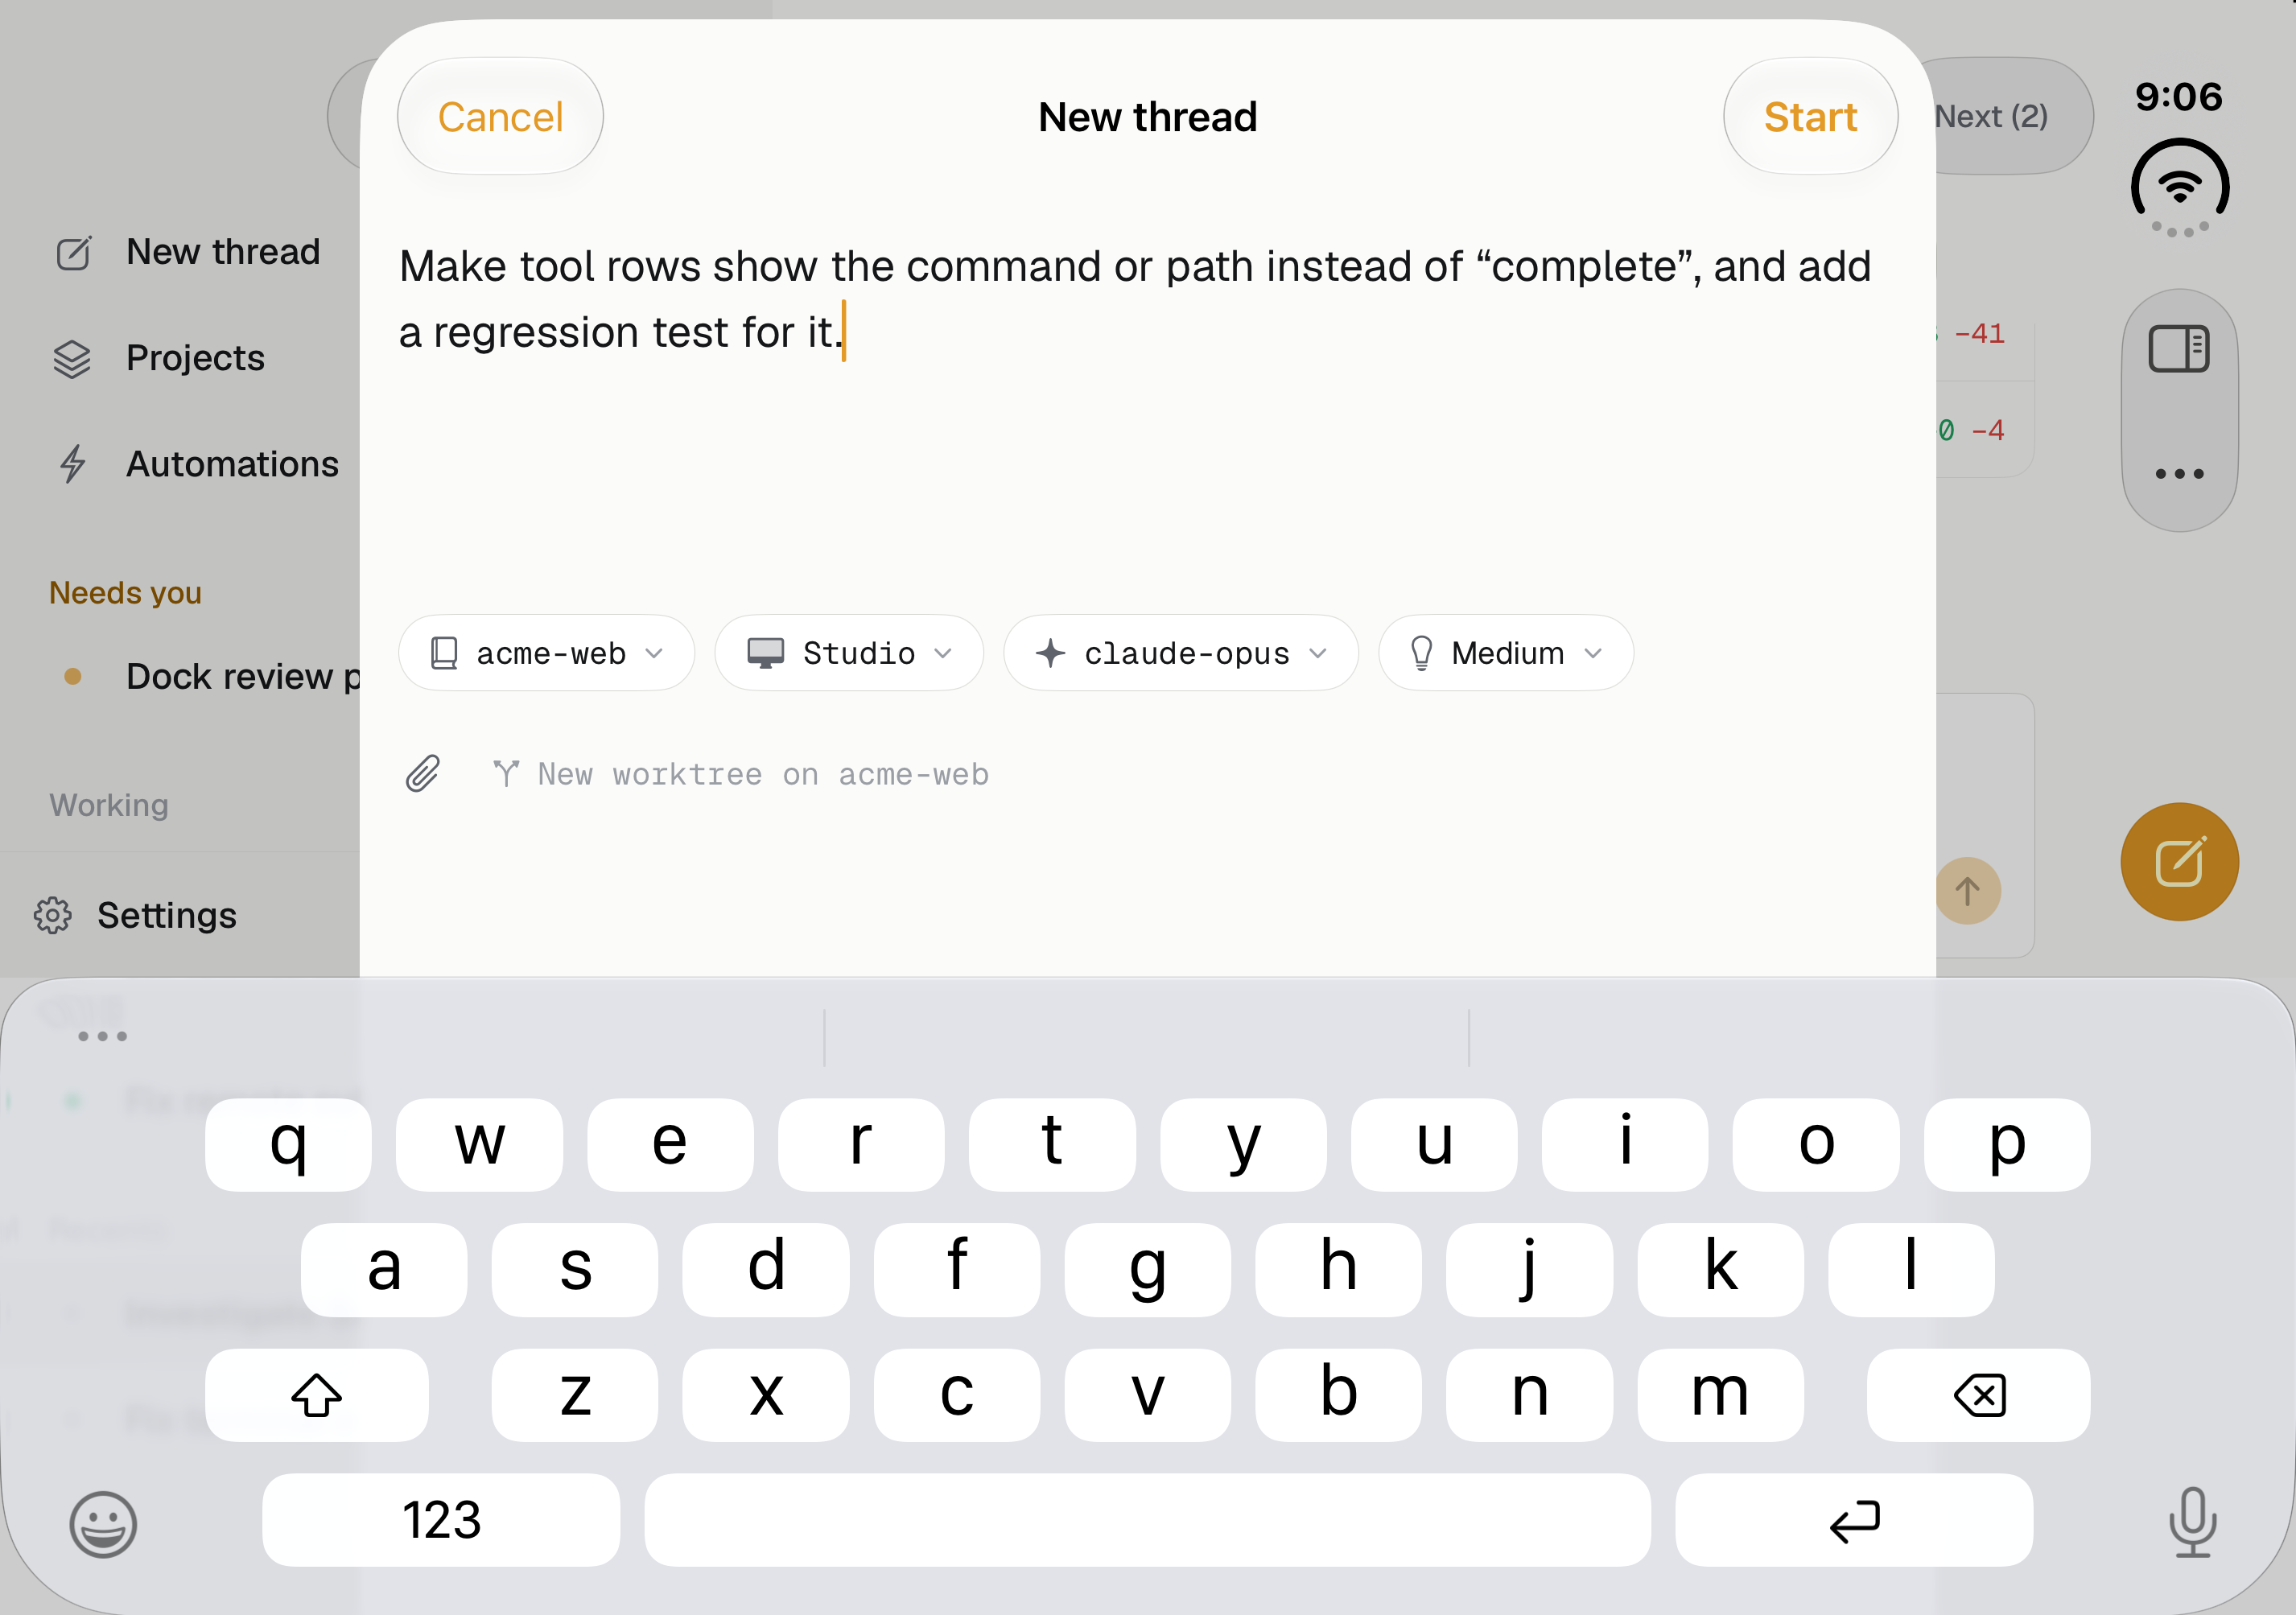 Cancel
New thread
Start
Next (2)
9:06
New thread
Projects
Automations
Needs you
Dock review
Working
Settings
Make tool rows show the command or path instead of “complete”, and add
a regression test for it.
−41
−4
acme-web
Studio
claude-opus
Medium
New worktree on acme-web
q w e r t y u i o p
a s d f g h j k l
z x c v b n m
123